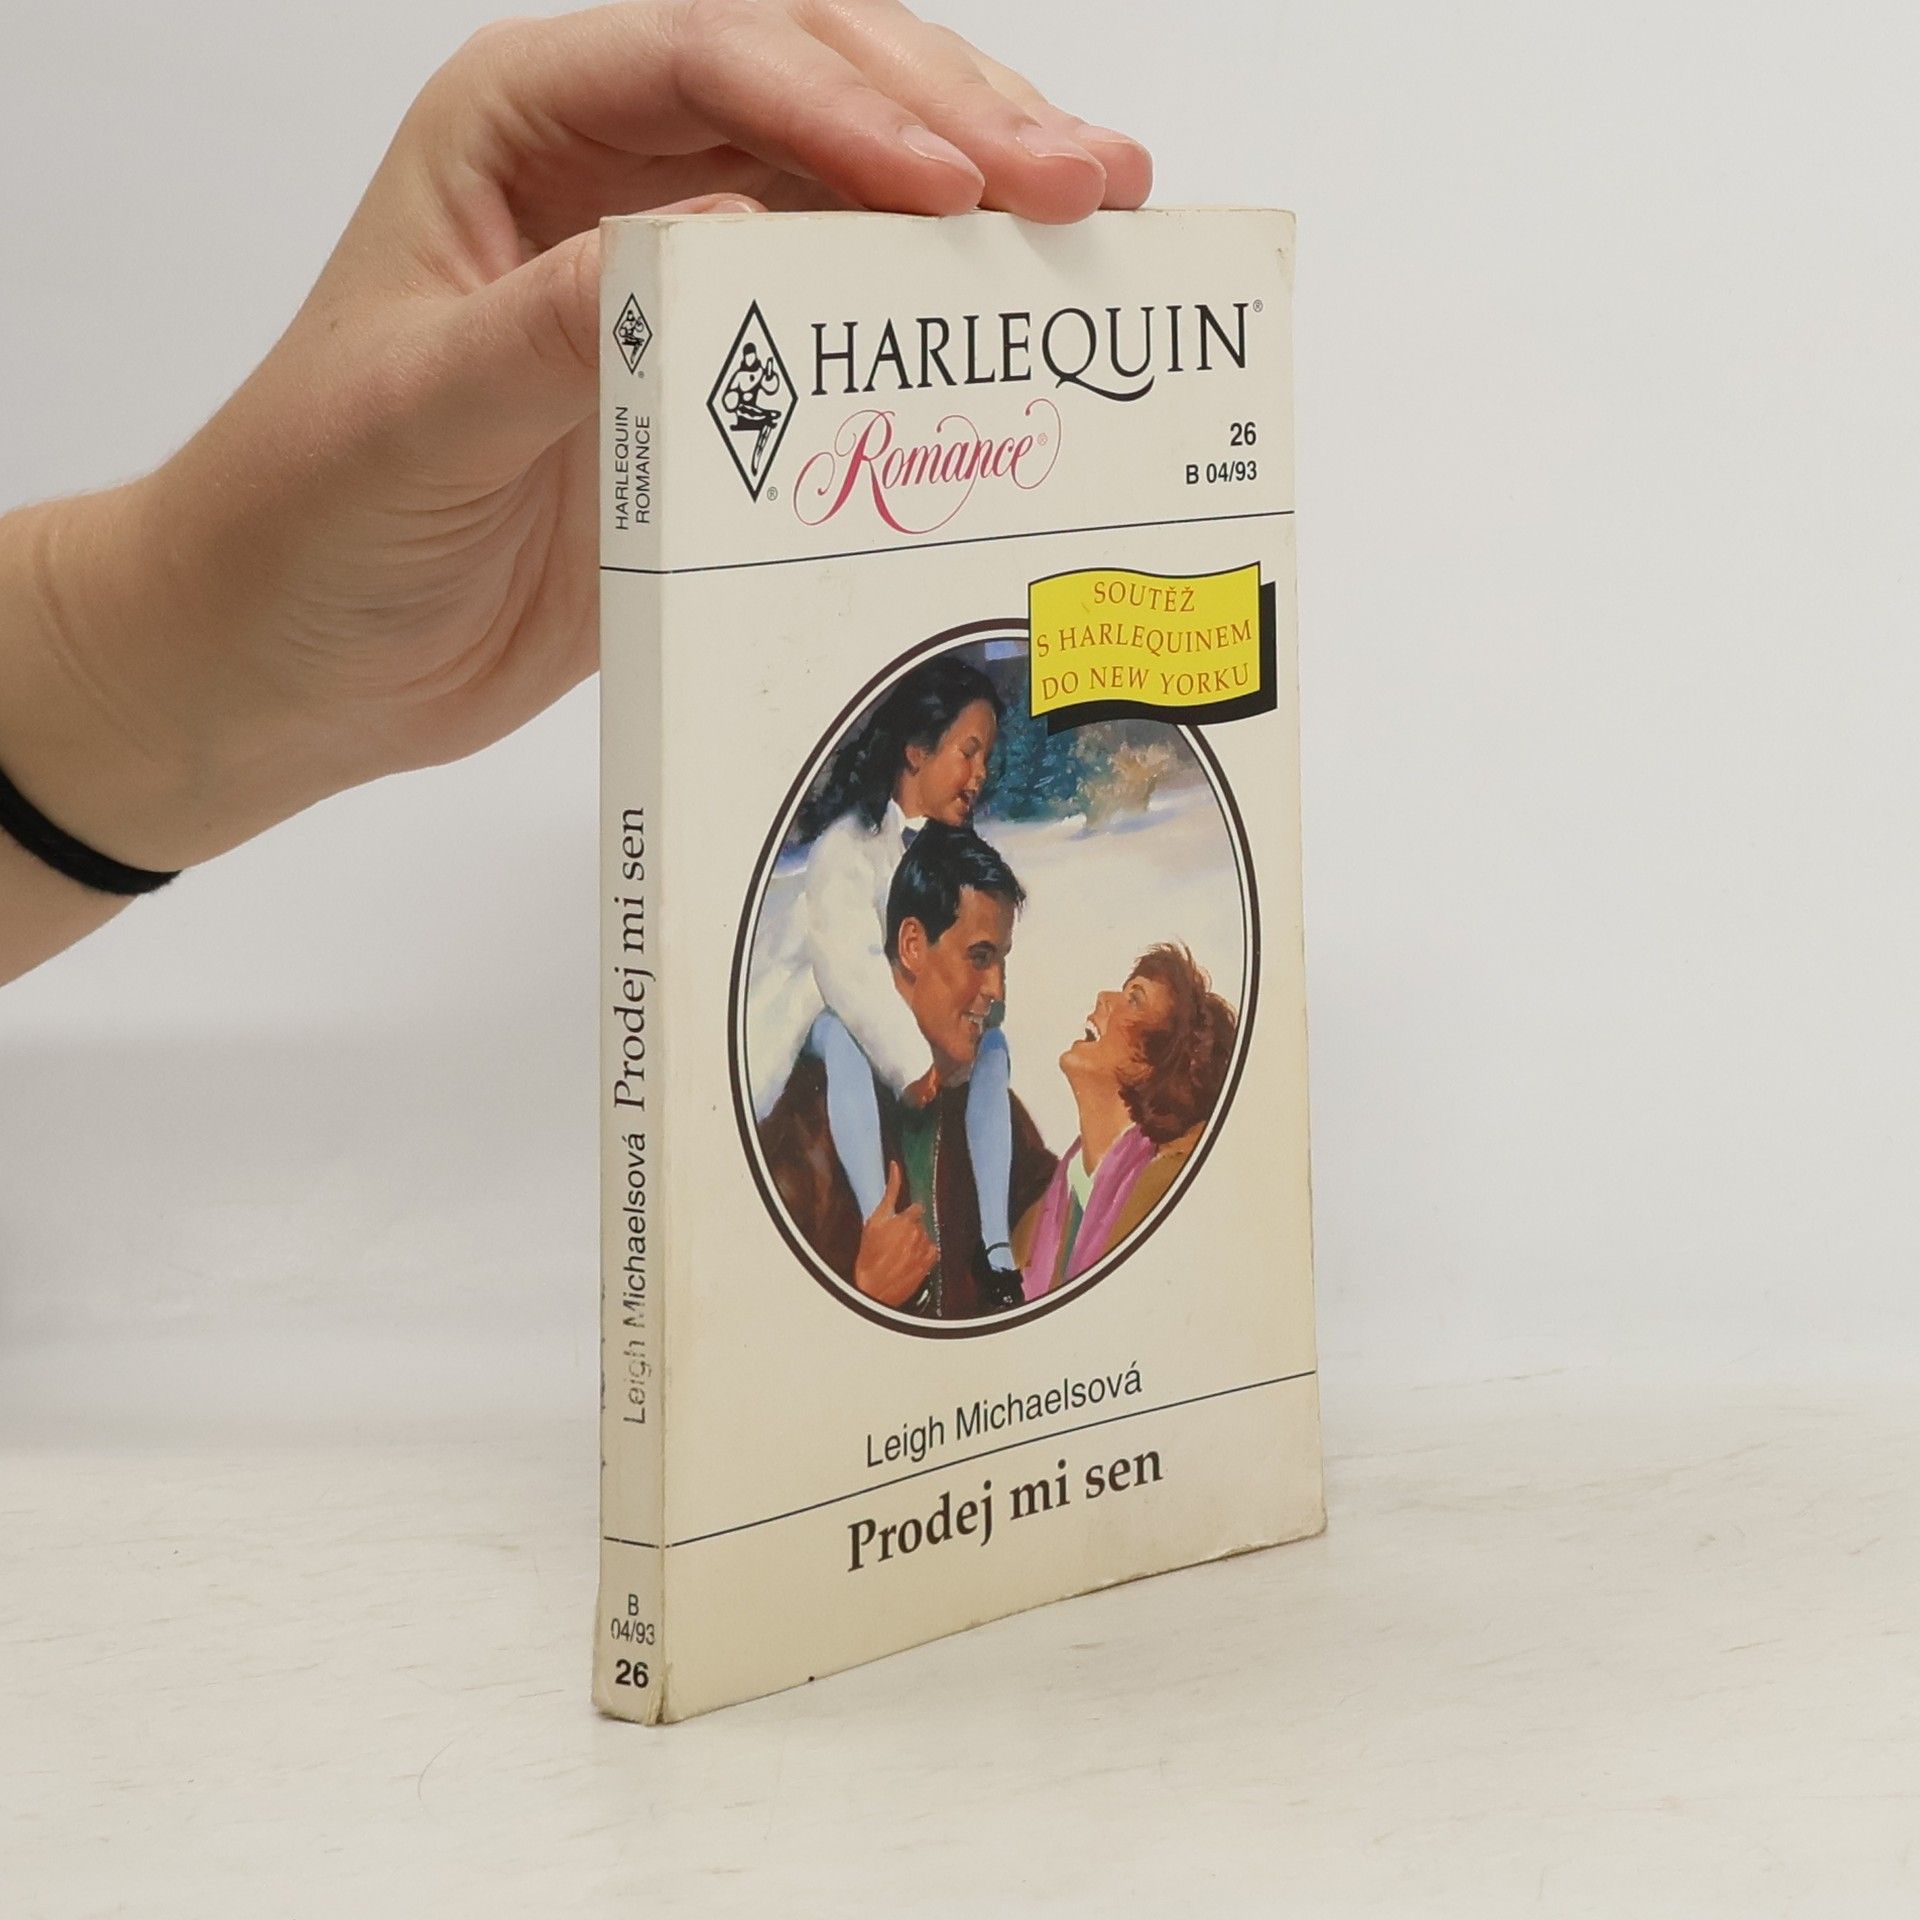 HARLEQUIN®
Romance®
26
B 04/93
SOUTĚŽ
S HARLEQUINEM
DO NEW YORKU
Leigh Michaelsová
Prodej mi sen
®
®
HARLEQUIN
ROMANCE
Leigh Michaelsová Prodej mi sen
B
04/93
26